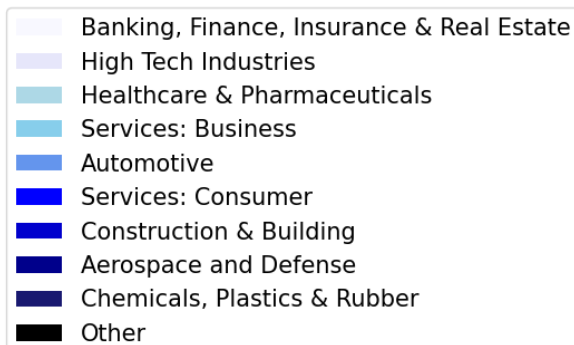 Banking, Finance, Insurance & Real Estate
High Tech Industries
Healthcare & Pharmaceuticals
Services: Business
Automotive
Services: Consumer
Construction & Building
Aerospace and Defense
Chemicals, Plastics & Rubber
Other